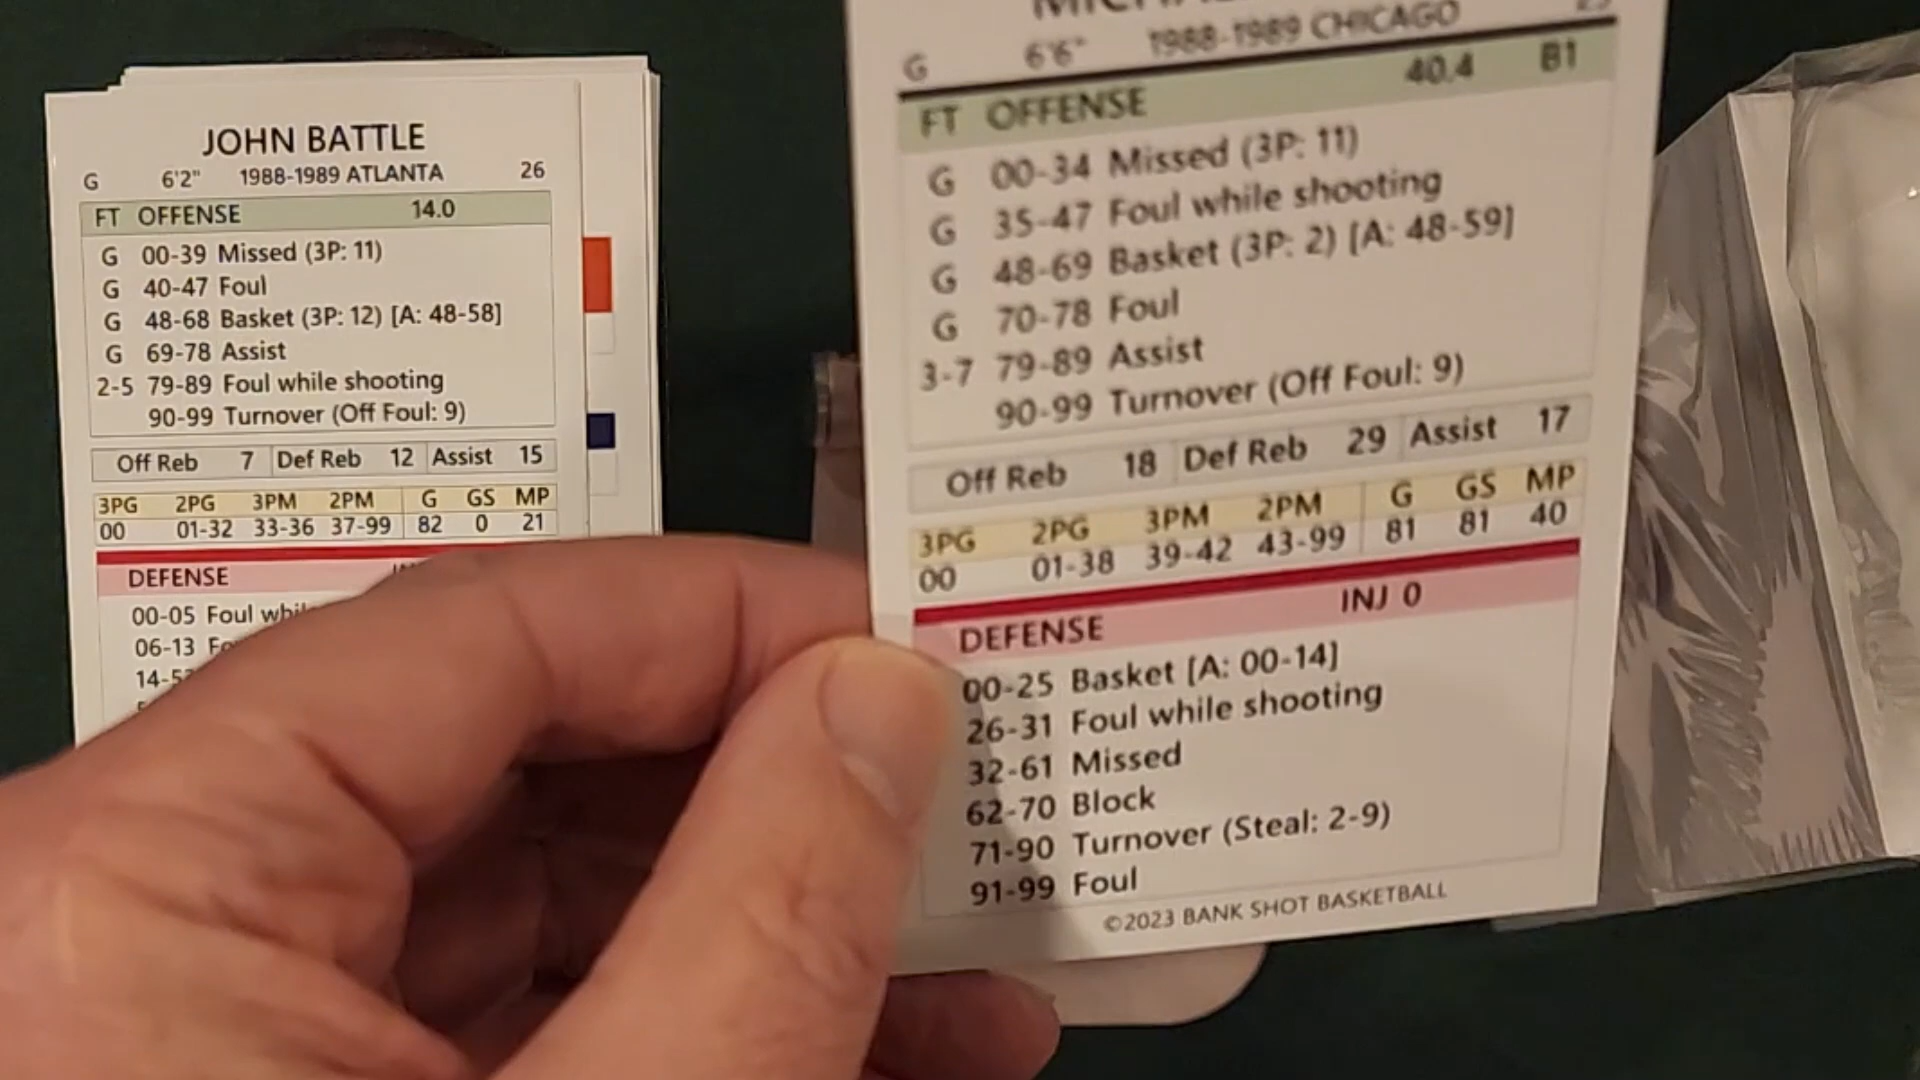 JOHN BATTLE
G 6'2" 1988-1989 ATLANTA 26
FT OFFENSE 14.0
G 00-39 Missed (3P: 11)
G 40-47 Foul
G 48-68 Basket (3P: 12) [A: 48-58]
G 69-78 Assist
2-5 79-89 Foul while shooting
90-99 Turnover (Off Foul: 9)
Off Reb 7 Def Reb 12 Assist 15
3PG 2PG 3PM 2PM G GS MP
00 01-32 33-36 37-99 82 0 21
DEFENSE
00-05 Foul
06-13
G 6'6" 1988-1989 CHICAGO
FT OFFENSE 40.4 B1
G 00-34 Missed (3P: 11)
G 35-47 Foul while shooting
G 48-69 Basket (3P: 2) [A: 48-59]
G 70-78 Foul
3-7 79-89 Assist
90-99 Turnover (Off Foul: 9)
Off Reb 18 Def Reb 29 Assist 17
3PG 2PG 3PM 2PM G GS MP
00 01-38 39-42 43-99 81 81 40
DEFENSE INJ 0
00-25 Basket [A: 00-14]
26-31 Foul while shooting
32-61 Missed
62-70 Block
71-90 Turnover (Steal: 2-9)
91-99 Foul
©2023 BANK SHOT BASKETBALL